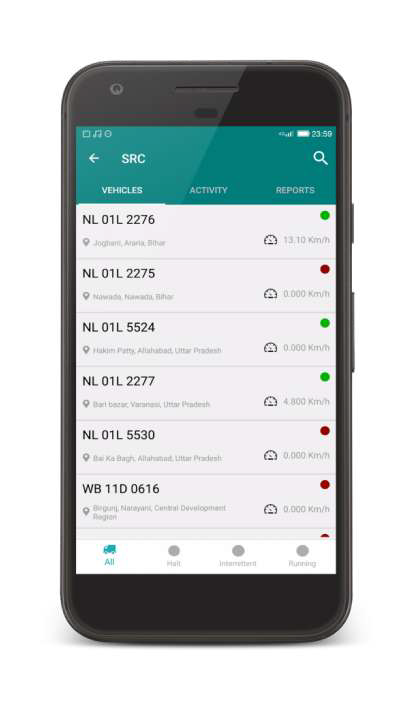 4G 23:59
SRC
VEHICLES ACTIVITY REPORTS
NL 01L 2276
Jogbani, Araria, Bihar 13.10 Km/h
NL 01L 2275
Nawada, Nawada, Bihar 0.000 Km/h
NL 01L 5524
Hakim Patty, Allahabad, Uttar Pradesh 0.000 Km/h
NL 01L 2277
Bari bazar, Varanasi, Uttar Pradesh 4.800 Km/h
NL 01L 5530
Bai Ka Bagh, Allahabad, Uttar Pradesh 0.000 Km/h
WB 11D 0616
Birgunj, Narayani, Central Development
Region 0.000 Km/h
All Halt Interrettent Running